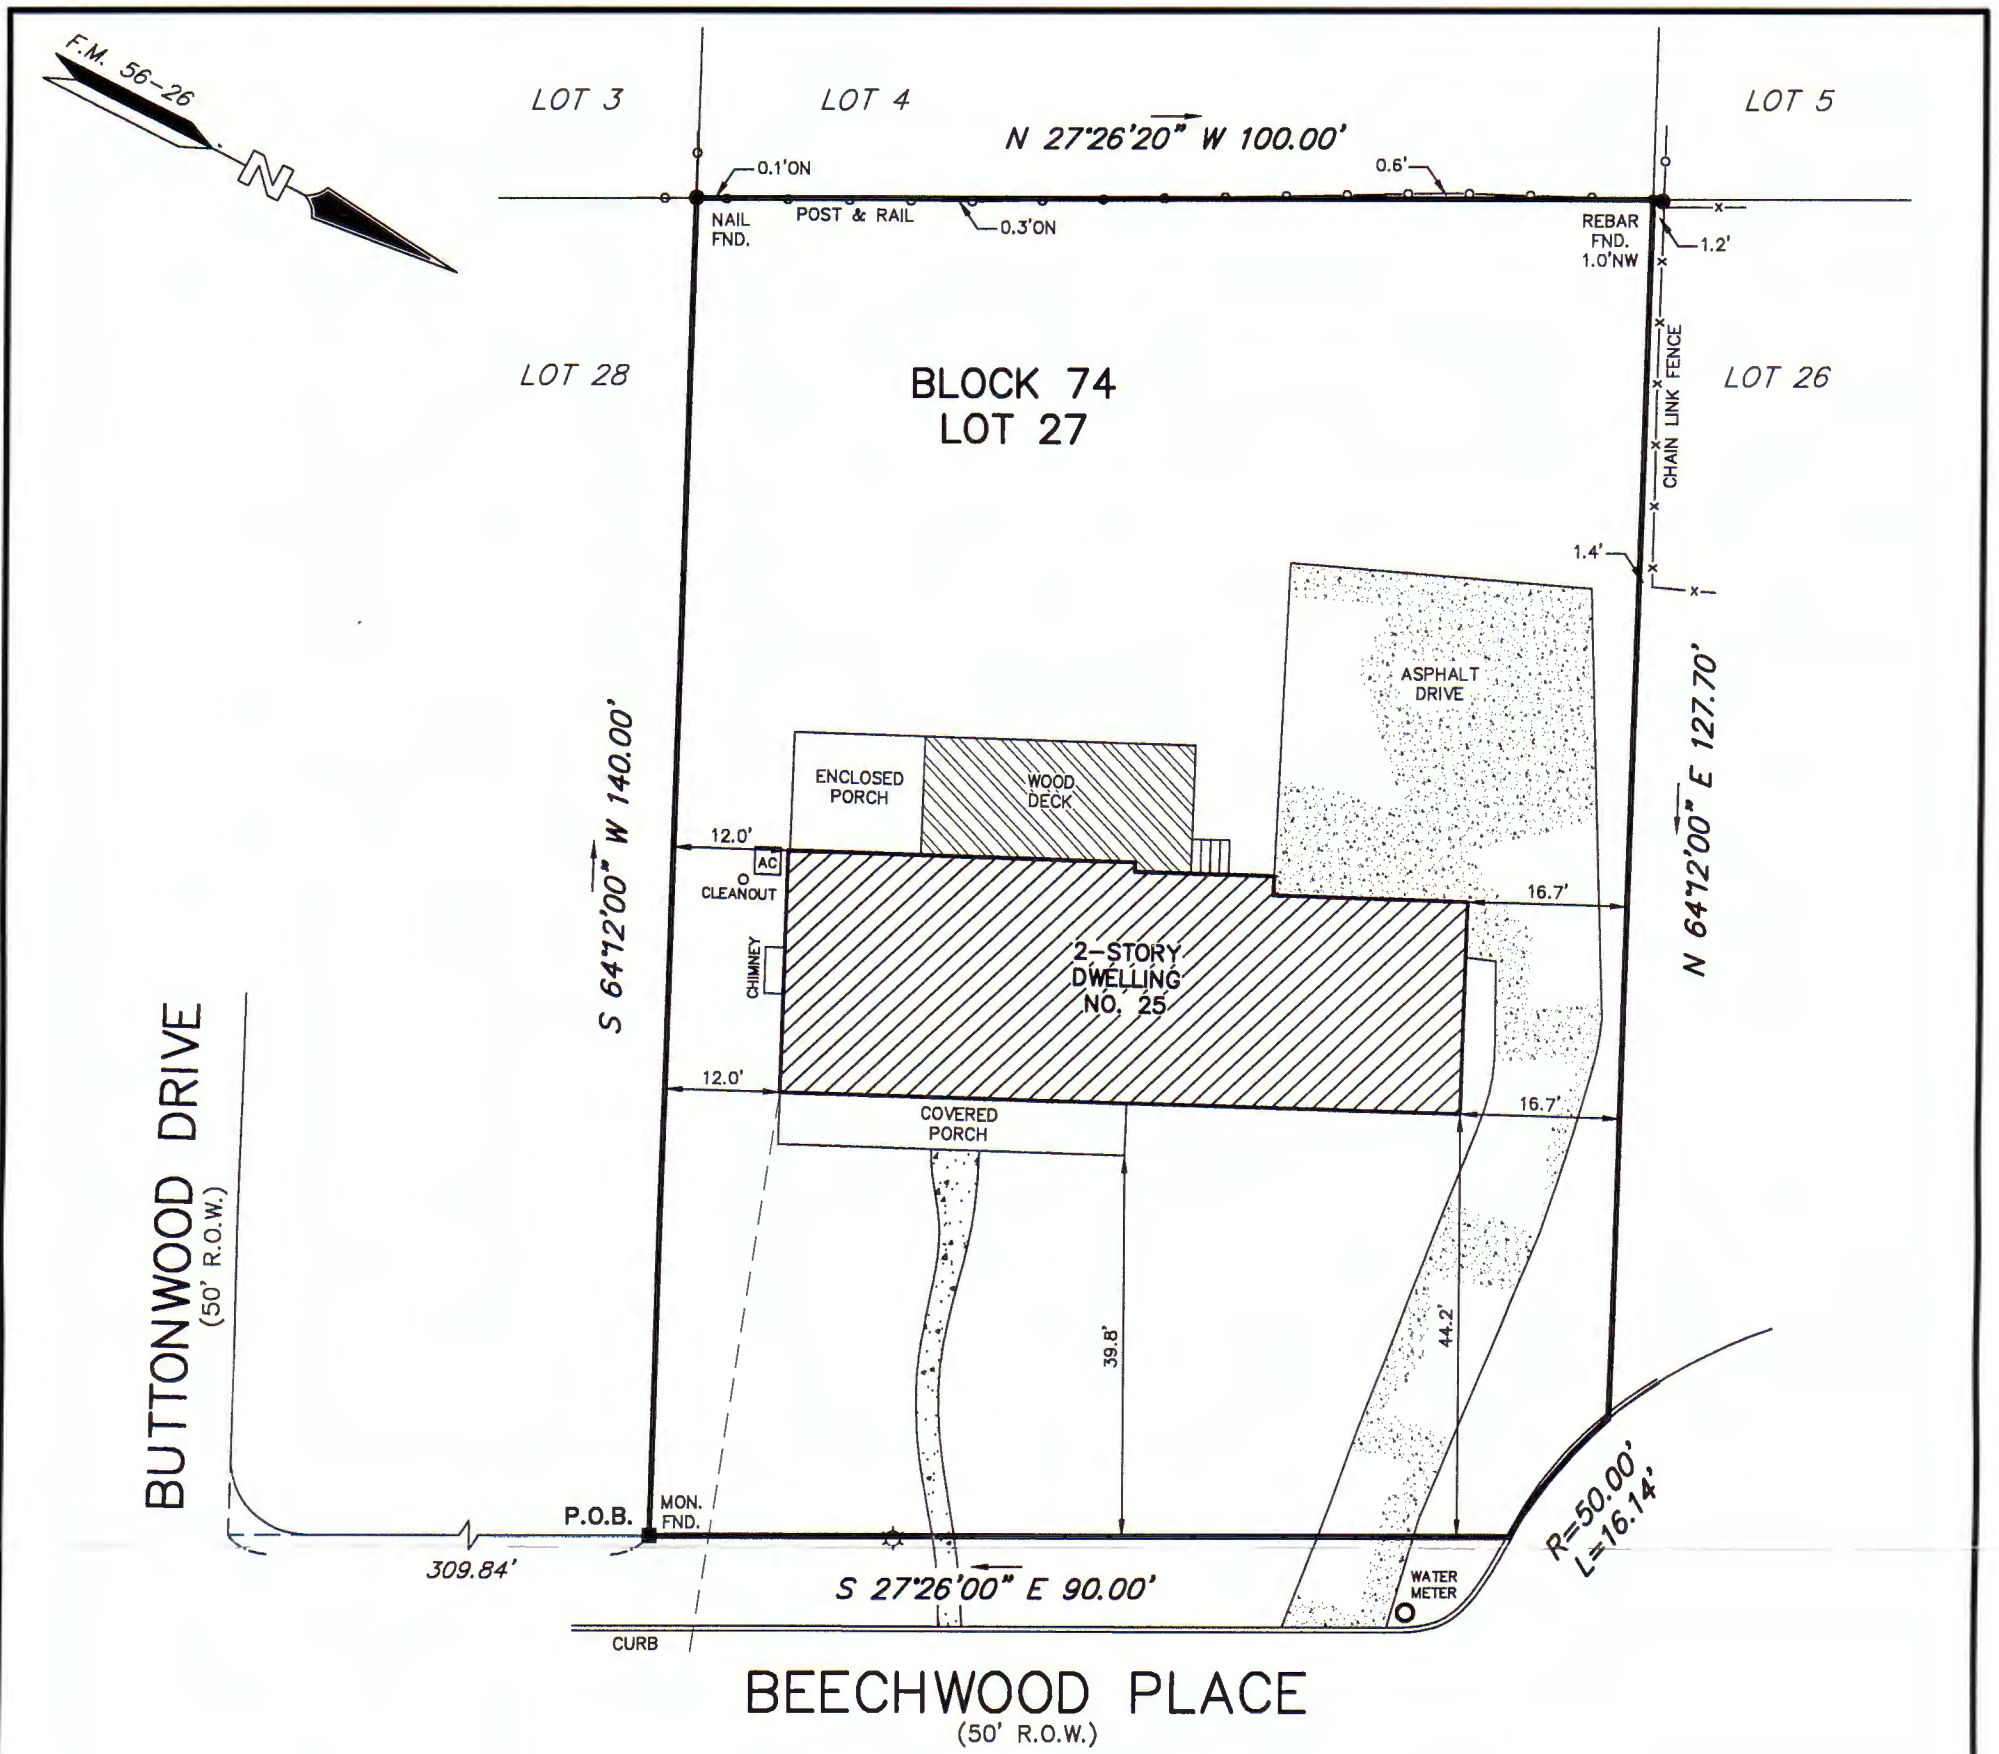 F.M. 56-26
N
LOT 3
LOT 4
LOT 5
N 27°26'20" W 100.00'
0.1'ON
0.6'
NAIL
FND.
POST & RAIL
0.3'ON
REBAR
FND.
1.0'NW
1.2'
CHAIN LINK FENCE
LOT 28
BLOCK 74
LOT 27
LOT 26
1.4'
ASPHALT
DRIVE
N 64°12'00" E 127.70'
S 64°12'00" W 140.00'
ENCLOSED
PORCH
WOOD
DECK
12.0'
AC
CLEANOUT
16.7'
CHIMNEY
2-STORY
DWELLING
NO. 25
12.0'
COVERED
PORCH
16.7'
39.8'
44.2'
BUTTONWOOD DRIVE
(50' R.O.W.)
P.O.B.
MON.
FND.
309.84'
S 27°26'00" E 90.00'
R=50.00'
L=16.14'
WATER
METER
CURB
BEECHWOOD PLACE
(50' R.O.W.)